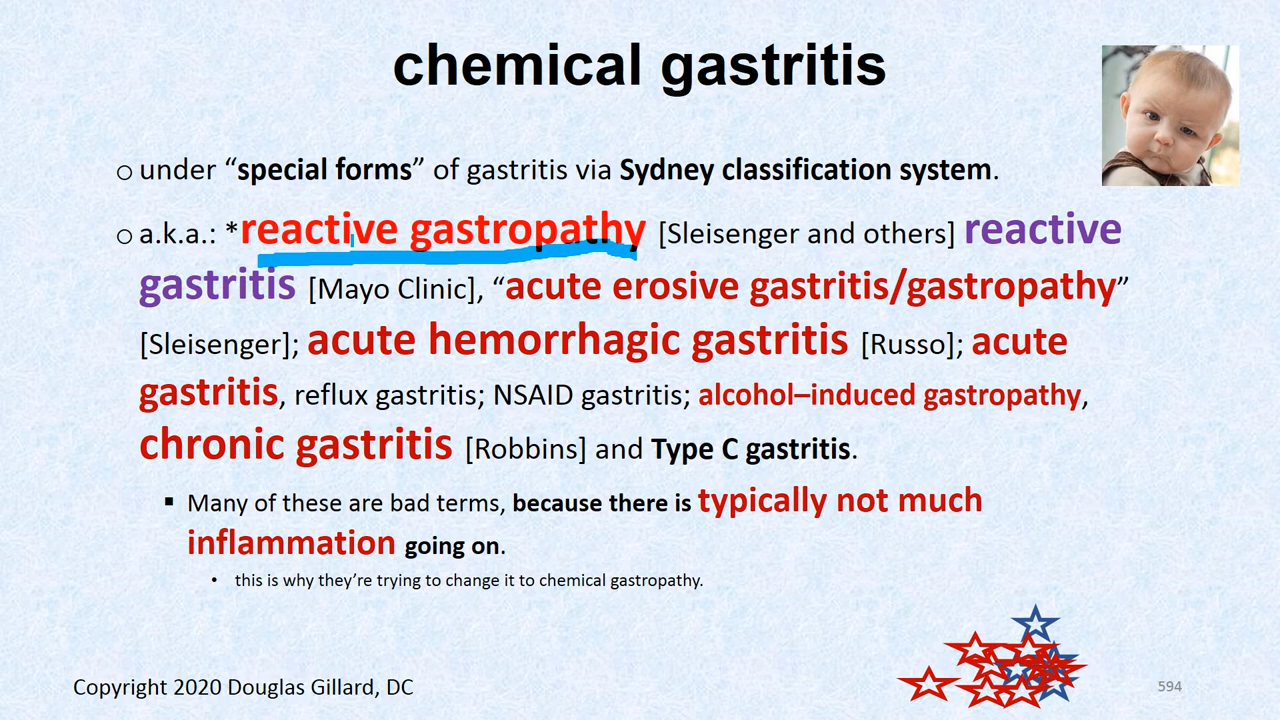 chemical gastritis
○ under “special forms” of gastritis via Sydney classification system.
○ a.k.a.: *reactive gastropathy [Sleisenger and others] reactive
gastritis [Mayo Clinic], “acute erosive gastritis/gastropathy”
[Sleisenger]; acute hemorrhagic gastritis [Russo]; acute
gastritis, reflux gastritis; NSAID gastritis; alcohol–induced gastropathy,
chronic gastritis [Robbins] and Type C gastritis.
▪ Many of these are bad terms, because there is typically not much
inflammation going on.
• this is why they’re trying to change it to chemical gastropathy.
Copyright 2020 Douglas Gillard, DC
594